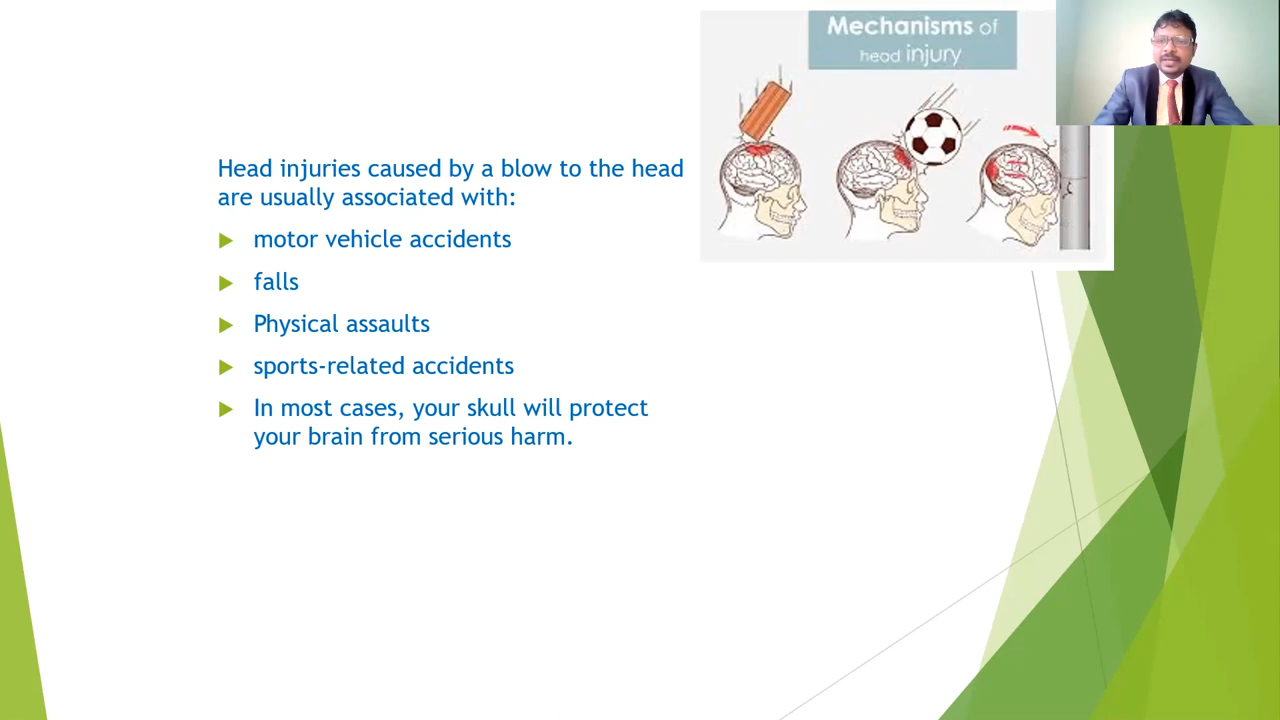 Mechanisms of
head injury
Head injuries caused by a blow to the head
are usually associated with:
motor vehicle accidents
falls
Physical assaults
sports-related accidents
In most cases, your skull will protect
your brain from serious harm.